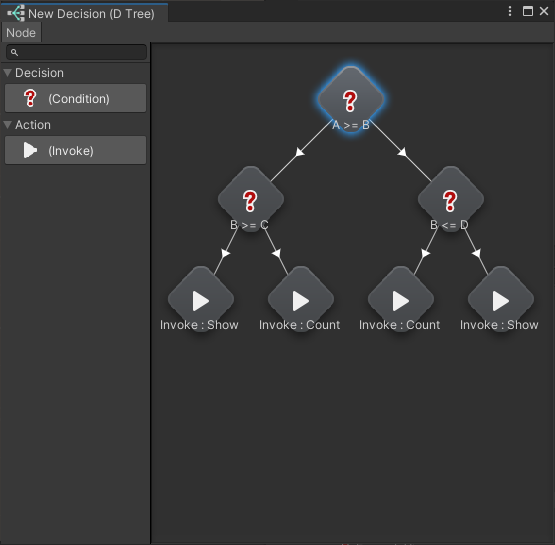 New Decision (D Tree)
Node
Decision
(Condition)
Action
(Invoke)
A >= B
B >= C
B <= D
Invoke : Show
Invoke : Count
Invoke : Count
Invoke : Show